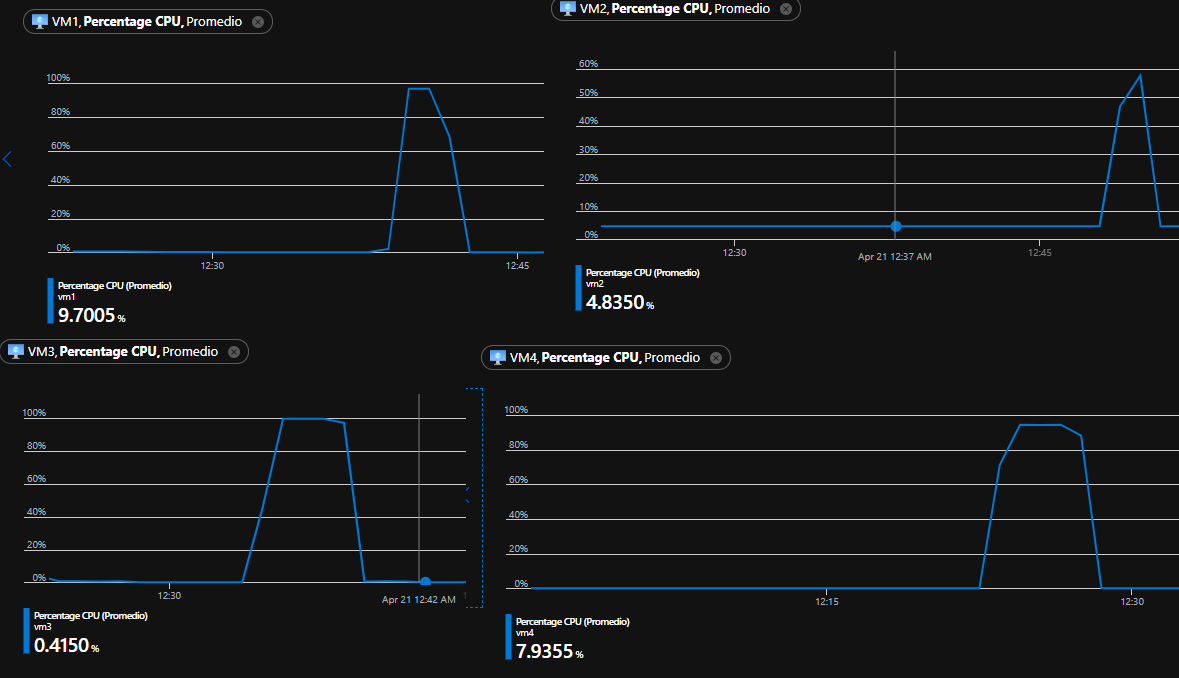 VM1, Percentage CPU, Promedio
100%
80%
60%
40%
20%
0%
12:30
12:45
Percentage CPU (Promedio)
vm1
9.7005 %
VM2, Percentage CPU, Promedio
60%
50%
40%
30%
20%
10%
0%
12:30
Apr 21 12:37 AM
12:45
Percentage CPU (Promedio)
vm2
4.8350 %
VM3, Percentage CPU, Promedio
100%
80%
60%
40%
20%
0%
12:30
Apr 21 12:42 AM
Percentage CPU (Promedio)
vm3
0.4150 %
VM4, Percentage CPU, Promedio
100%
80%
60%
40%
20%
0%
12:15
12:30
Percentage CPU (Promedio)
vm4
7.9355 %